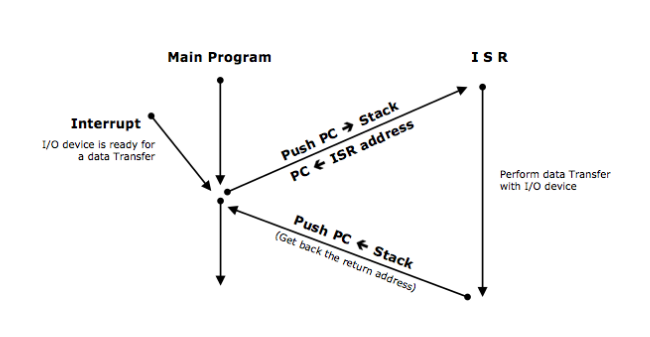 Main Program
I S R
Interrupt
I/O device is ready for
a data Transfer
Push PC → Stack
PC ← ISR address
Perform data Transfer
with I/O device
Push PC ← Stack
(Get back the return address)